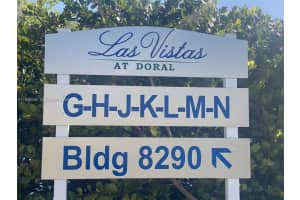 Las Vistas
AT DORAL
G-H-J-K-L-M-N
Bldg 8290